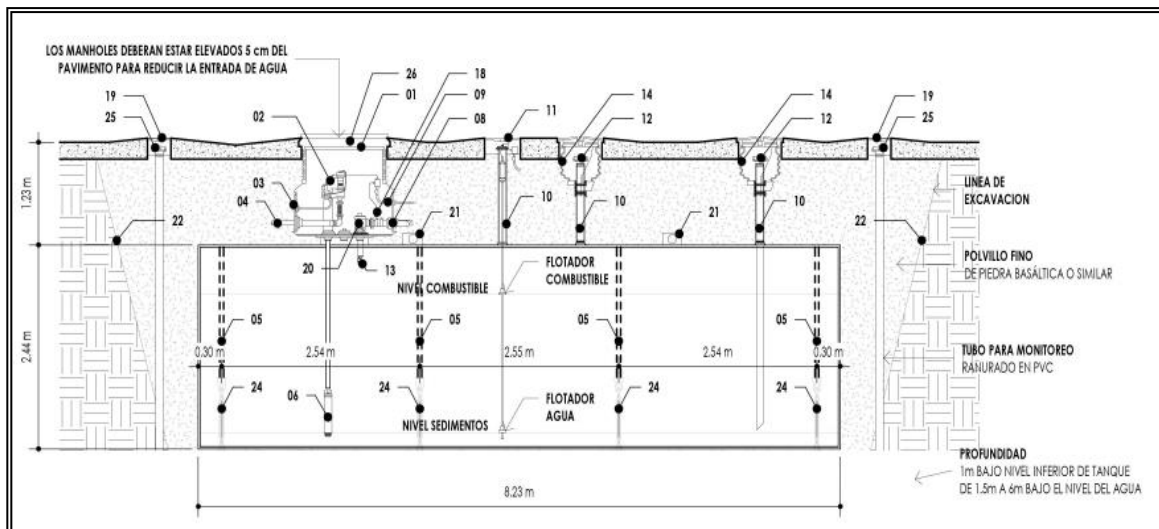 LOS MANHOLES DEBERAN ESTAR ELEVADOS 5 cm DEL
PAVIMENTO PARA REDUCIR LA ENTRADA DE AGUA
26
18
01
09
08
02
19
25
11
14
12
14
12
19
25
03
04
22
1.23 m
21
10
10
21
10
22
LINEA DE
EXCAVACION
20
13
FLOTADOR
COMBUSTIBLE
NIVEL COMBUSTIBLE
POLVILLO FINO
DE PIEDRA BASÁLTICA O SIMILAR
05
05
05
05
0.30 m
2.54 m
2.55 m
2.54 m
0.30 m
2.44 m
TUBO PARA MONITOREO
RANURADO EN PVC
24
06
24
24
24
FLOTADOR
AGUA
NIVEL SEDIMENTOS
PROFUNDIDAD
1m BAJO NIVEL INFERIOR DE TANQUE
DE 1.5m A 6m BAJO EL NIVEL DEL AGUA
8.23 m